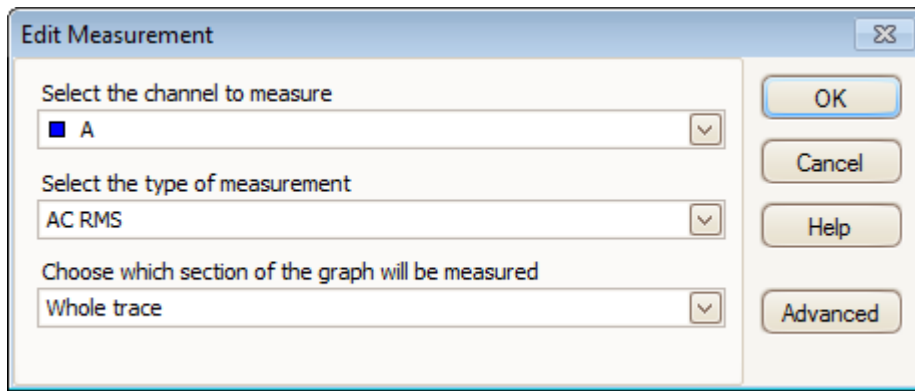 Edit Measurement
Select the channel to measure
A
Select the type of measurement
AC RMS
Choose which section of the graph will be measured
Whole trace
OK
Cancel
Help
Advanced